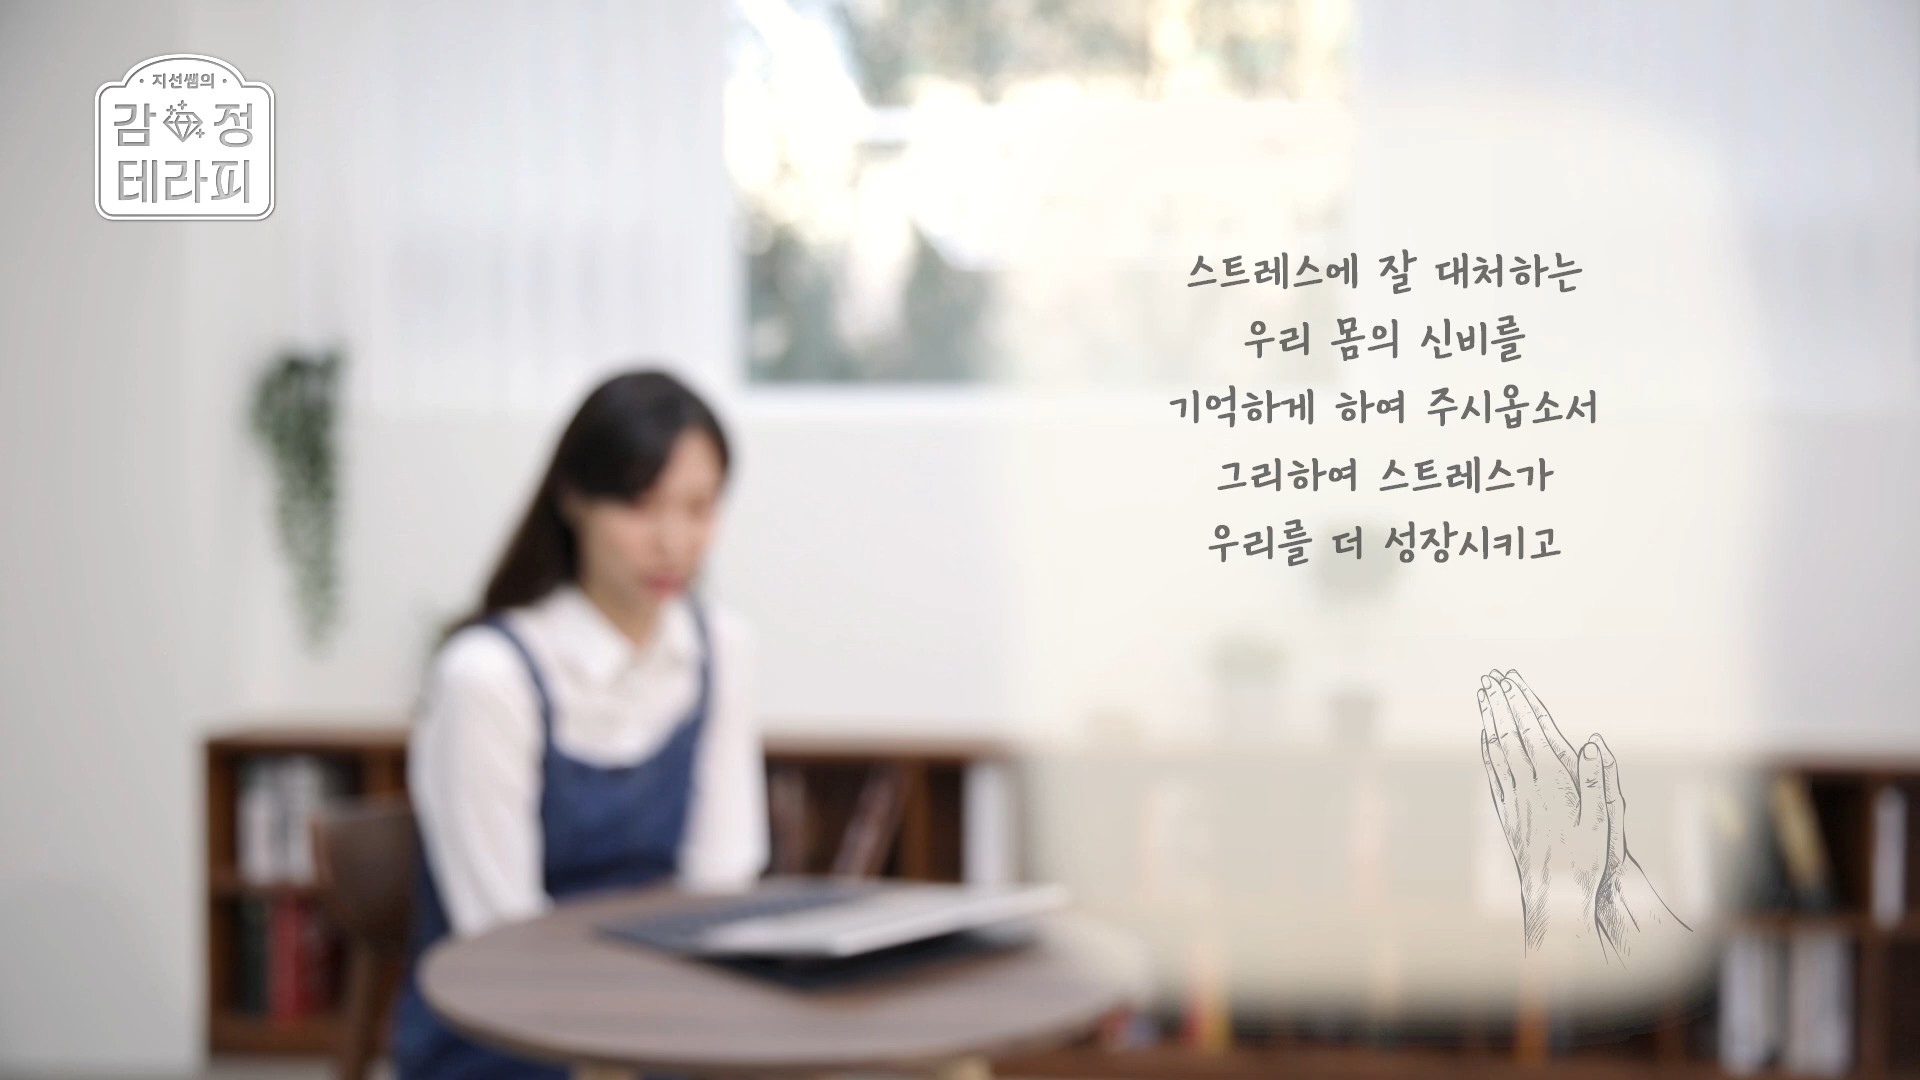 지선쌤의
감정
테라피
스트레스에 잘 대처하는
우리 몸의 신비를
기억하게 하여 주시옵소서
그리하여 스트레스가
우리를 더 성장시키고